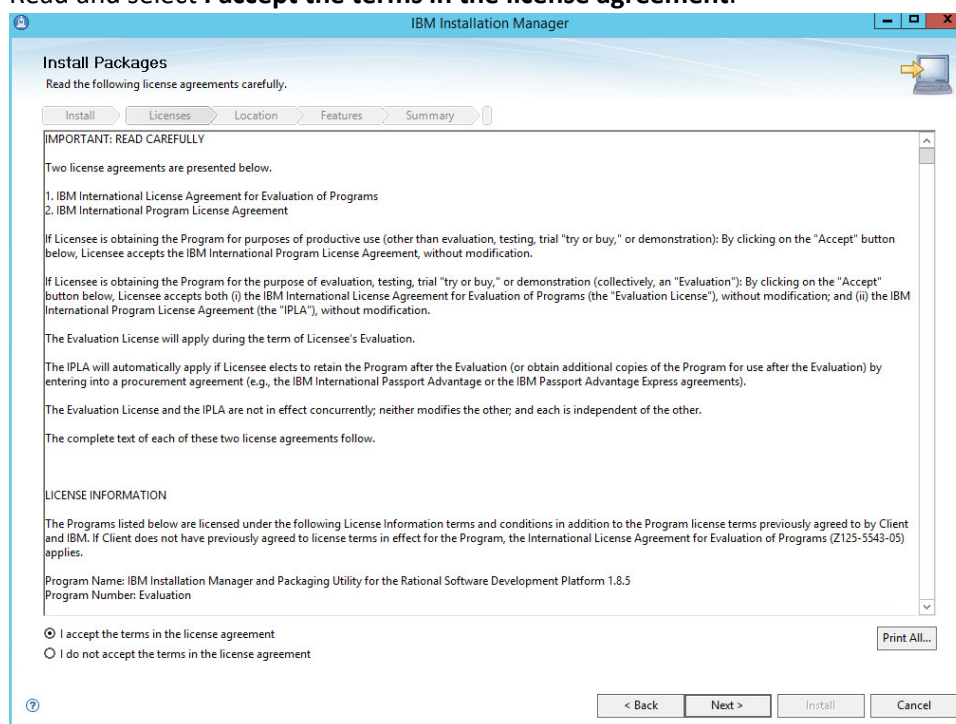 Read and select I accept the terms in the license agreement.
IBM Installation Manager
Install Packages
Read the following license agreements carefully.
Install Licenses Location Features Summary
IMPORTANT: READ CAREFULLY
Two license agreements are presented below.
1. IBM International License Agreement for Evaluation of Programs
2. IBM International Program License Agreement
If Licensee is obtaining the Program for purposes of productive use (other than evaluation, testing, trial "try or buy," or demonstration): By clicking on the "Accept" button
below, Licensee accepts the IBM International Program License Agreement, without modification.
If Licensee is obtaining the Program for the purpose of evaluation, testing, trial "try or buy," or demonstration (collectively, an "Evaluation"): By clicking on the "Accept"
button below, Licensee accepts both (i) the IBM International License Agreement for Evaluation of Programs (the "Evaluation License"), without modification; and (ii) the IBM
International Program License Agreement (the "IPLA"), without modification.
The Evaluation License will apply during the term of Licensee's Evaluation.
The IPLA will automatically apply if Licensee elects to retain the Program after the Evaluation (or obtain additional copies of the Program for use after the Evaluation) by
entering into a procurement agreement (e.g., the IBM International Passport Advantage or the IBM Passport Advantage Express agreements).
The Evaluation License and the IPLA are not in effect concurrently; neither modifies the other; and each is independent of the other.
The complete text of each of these two license agreements follow.
LICENSE INFORMATION
The Programs listed below are licensed under the following License Information terms and conditions in addition to the Program license terms previously agreed to by Client
and IBM. If Client does not have previously agreed to license terms in effect for the Program, the International License Agreement for Evaluation of Programs (Z125-5543-05)
applies.
Program Name: IBM Installation Manager and Packaging Utility for the Rational Software Development Platform 1.8.5
Program Number: Evaluation
I accept the terms in the license agreement
Print All...
I do not accept the terms in the license agreement
? < Back Next > Install Cancel